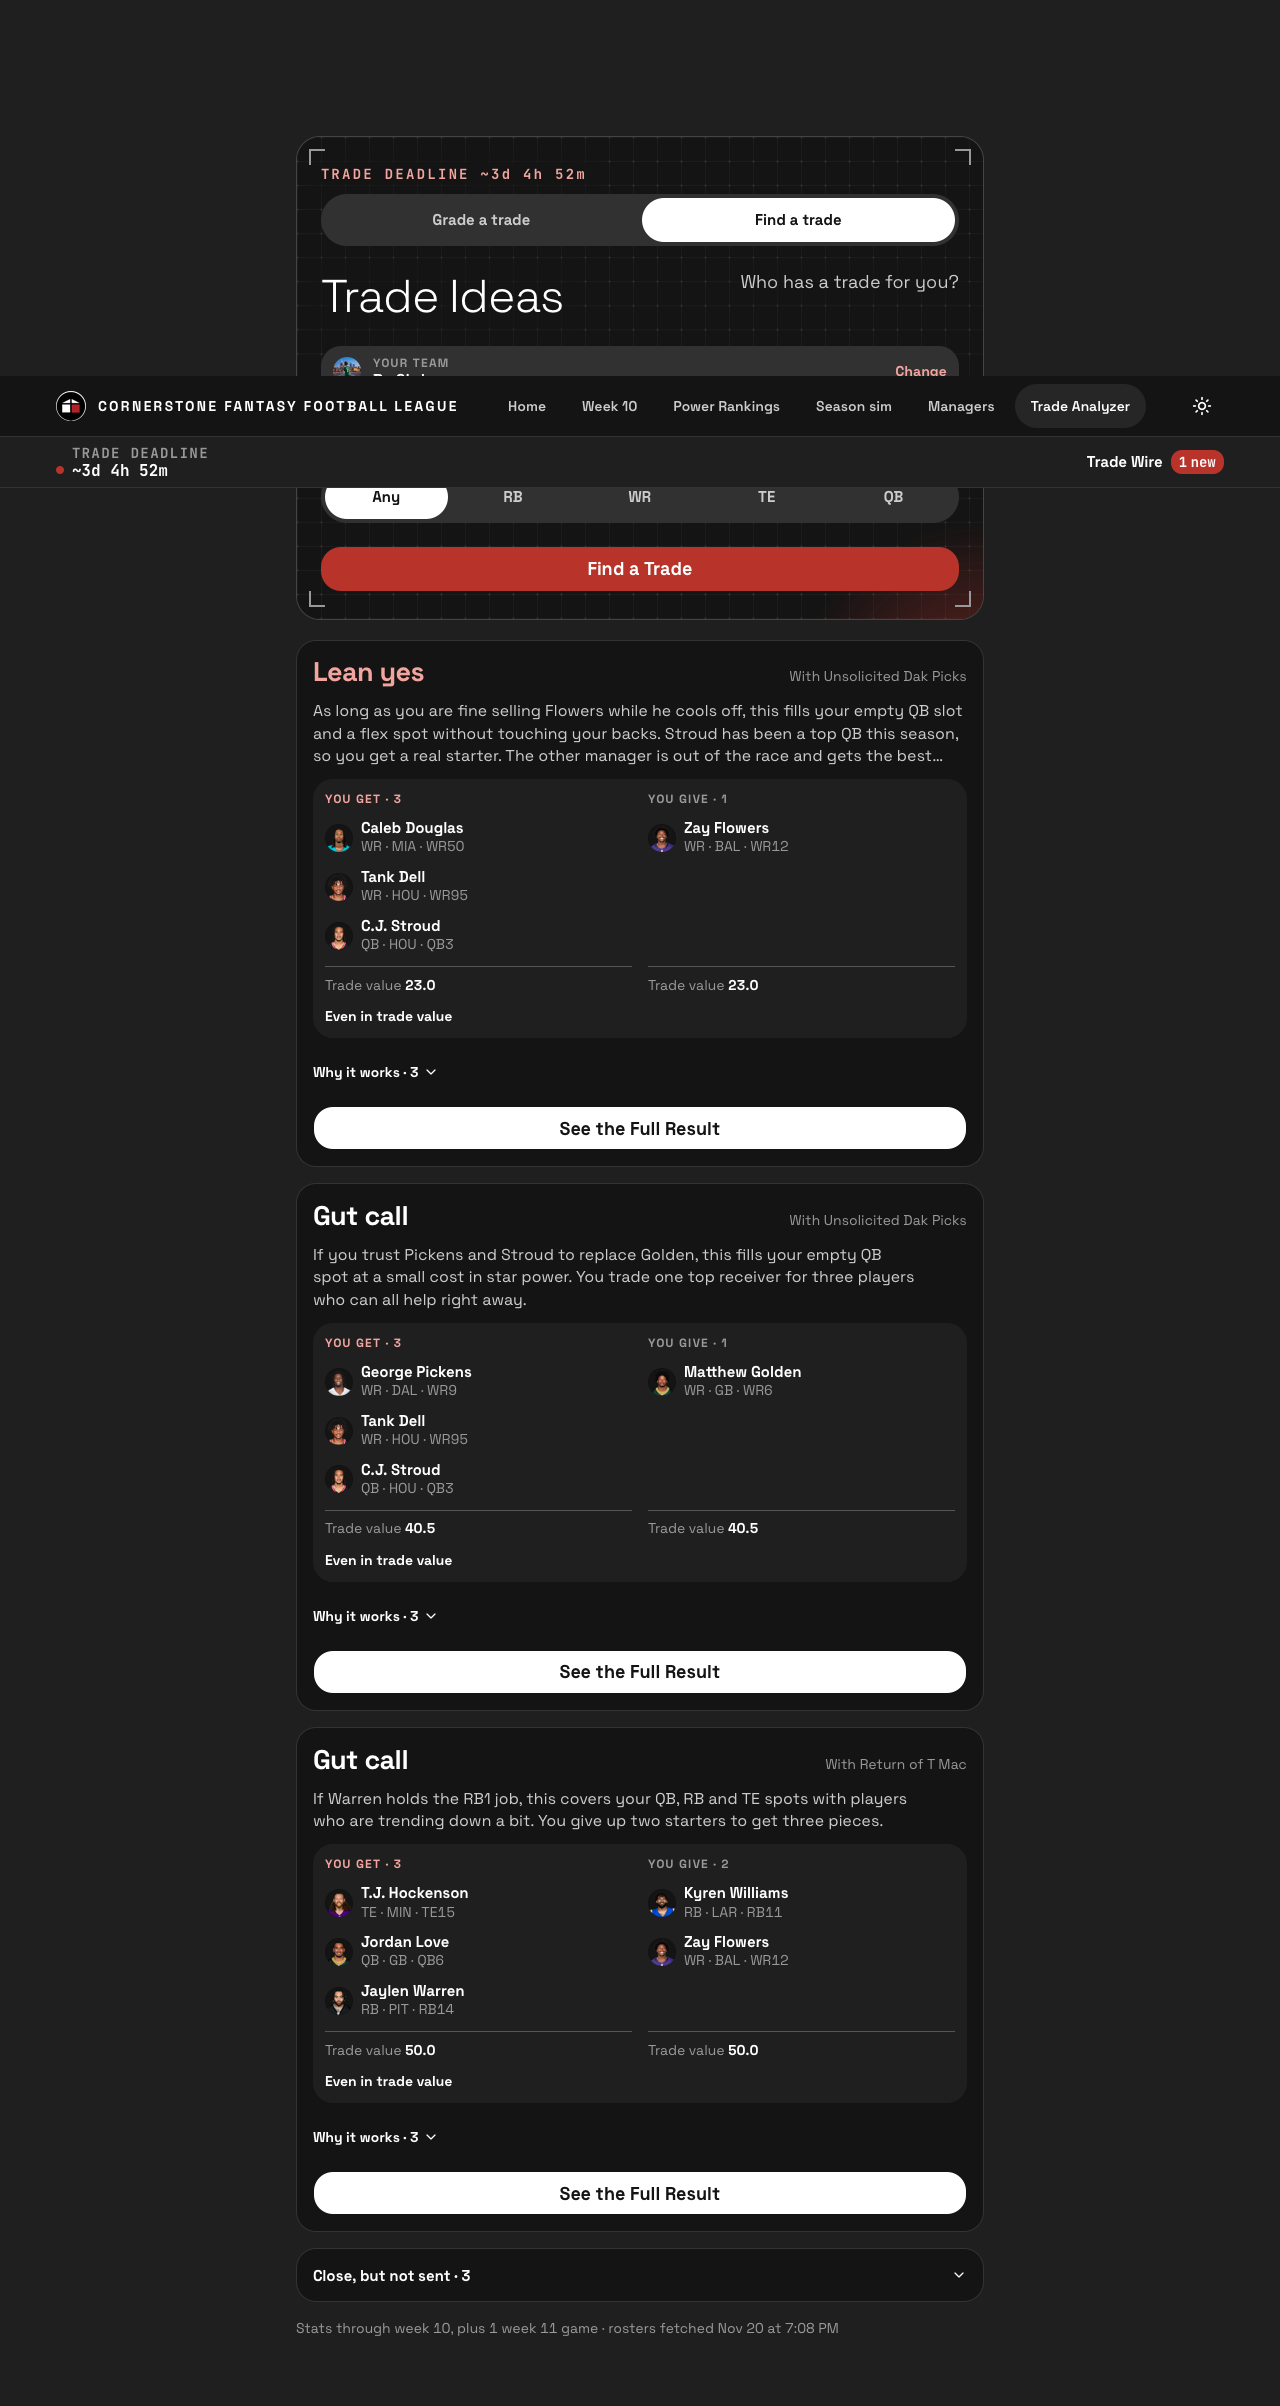 TRADE DEADLINE ~3d 4h 52m
Grade a trade
Find a trade
Trade Ideas
Who has a trade for you?
YOUR TEAM
Change
CORNERSTONE FANTASY FOOTBALL LEAGUE
Home
Week 10
Power Rankings
Season sim
Managers
Trade Analyzer
TRADE DEADLINE
~3d 4h 52m
Trade Wire
1 new
Any
RB
WR
TE
QB
Find a Trade
Lean yes
With Unsolicited Dak Picks
As long as you are fine selling Flowers while he cools off, this fills your empty QB slot
and a flex spot without touching your backs. Stroud has been a top QB this season,
so you get a real starter. The other manager is out of the race and gets the best…
YOU GET · 3
Caleb Douglas
WR · MIA · WR50
Tank Dell
WR · HOU · WR95
C.J. Stroud
QB · HOU · QB3
Trade value 23.0
Even in trade value
YOU GIVE · 1
Zay Flowers
WR · BAL · WR12
Trade value 23.0
Why it works · 3
See the Full Result
Gut call
With Unsolicited Dak Picks
If you trust Pickens and Stroud to replace Golden, this fills your empty QB
spot at a small cost in star power. You trade one top receiver for three players
who can all help right away.
YOU GET · 3
George Pickens
WR · DAL · WR9
Tank Dell
WR · HOU · WR95
C.J. Stroud
QB · HOU · QB3
Trade value 40.5
Even in trade value
YOU GIVE · 1
Matthew Golden
WR · GB · WR6
Trade value 40.5
Why it works · 3
See the Full Result
Gut call
With Return of T Mac
If Warren holds the RB1 job, this covers your QB, RB and TE spots with players
who are trending down a bit. You give up two starters to get three pieces.
YOU GET · 3
T.J. Hockenson
TE · MIN · TE15
Jordan Love
QB · GB · QB6
Jaylen Warren
RB · PIT · RB14
Trade value 50.0
Even in trade value
YOU GIVE · 2
Kyren Williams
RB · LAR · RB11
Zay Flowers
WR · BAL · WR12
Trade value 50.0
Why it works · 3
See the Full Result
Close, but not sent · 3
Stats through week 10, plus 1 week 11 game · rosters fetched Nov 20 at 7:08 PM